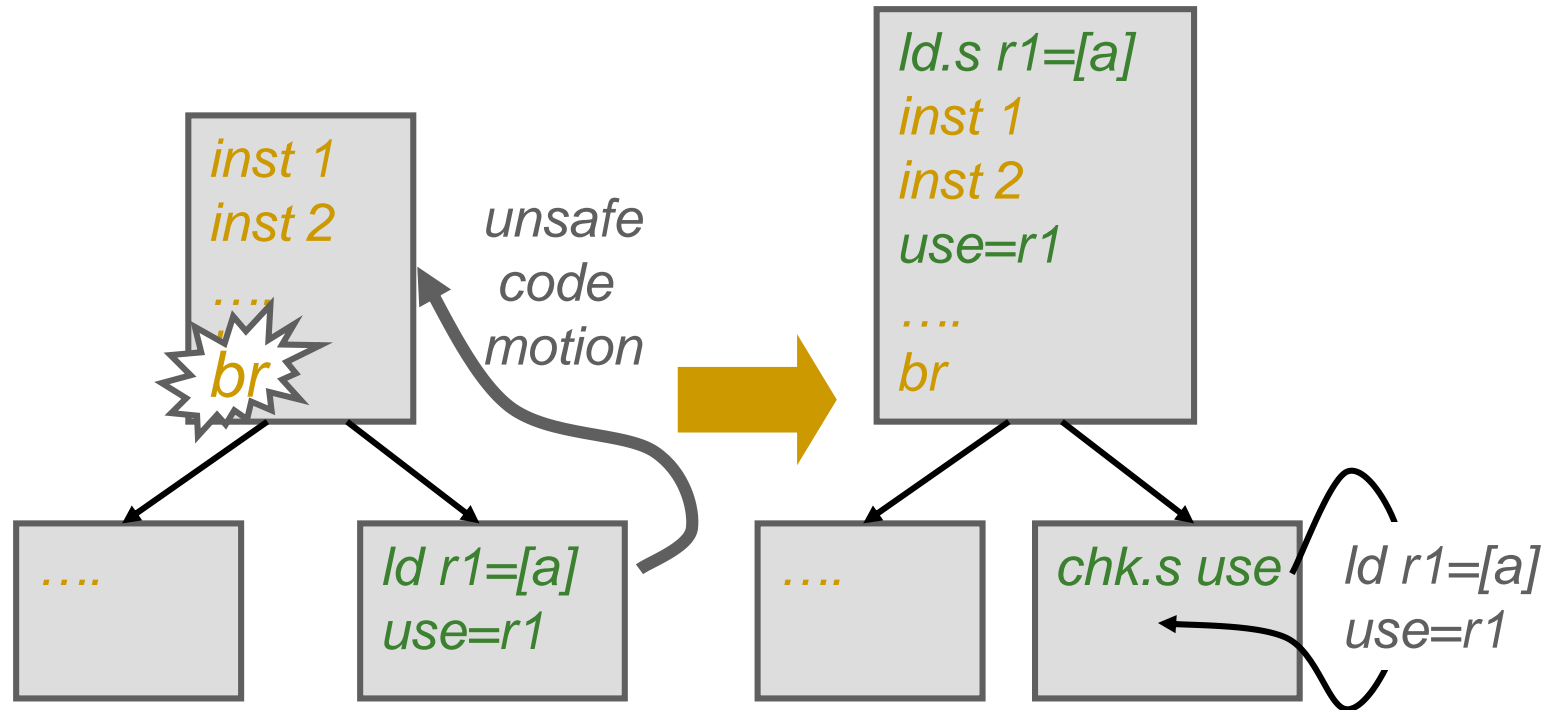 inst 1
inst 2
….
br
unsafe
code
motion
….
ld r1=[a]
use=r1
ld.s r1=[a]
inst 1
inst 2
use=r1
….
br
….
chk.s use
ld r1=[a]
use=r1